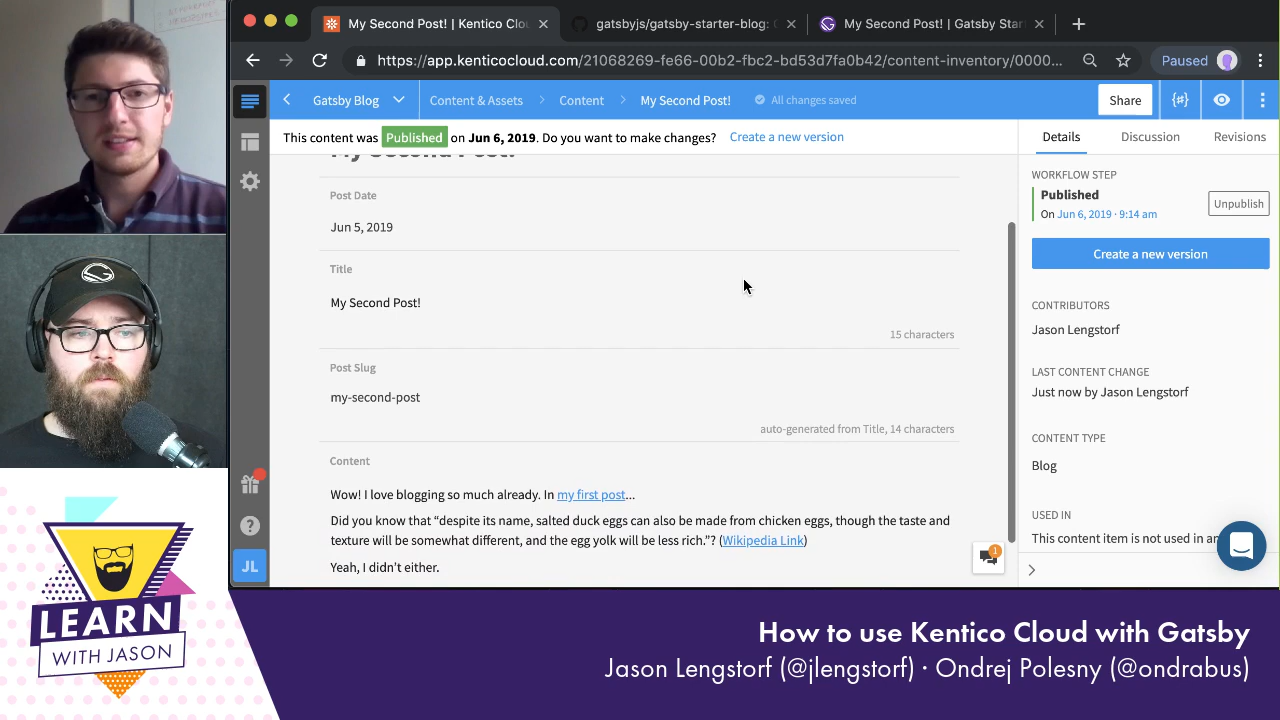 My Second Post! | Kentico Clou
gatsbyjs/gatsby-starter-blog: G
My Second Post! | Gatsby Star
https://app.kenticocloud.com/21068269-fe66-00b2-fbc2-bd53d7fa0b42/content-inventory/0000...
Paused
Gatsby Blog
Content & Assets
Content
My Second Post!
All changes saved
Share
{#}
This content was Published on Jun 6, 2019. Do you want to make changes? Create a new version
Details
Discussion
Revisions
My Second Post!
Post Date
Jun 5, 2019
Title
My Second Post!
15 characters
Post Slug
my-second-post
auto-generated from Title, 14 characters
Content
Wow! I love blogging so much already. In my first post...
Did you know that “despite its name, salted duck eggs can also be made from chicken eggs, though the taste and
texture will be somewhat different, and the egg yolk will be less rich.”? (Wikipedia Link)
Yeah, I didn’t either.
WORKFLOW STEP
Published
On Jun 6, 2019 · 9:14 am
Unpublish
Create a new version
CONTRIBUTORS
Jason Lengstorf
LAST CONTENT CHANGE
Just now by Jason Lengstorf
CONTENT TYPE
Blog
USED IN
This content item is not used in an
1
JL
LEARN
WITH JASON
How to use Kentico Cloud with Gatsby
Jason Lengstorf (@jlengstorf) · Ondrej Polesny (@ondrabus)